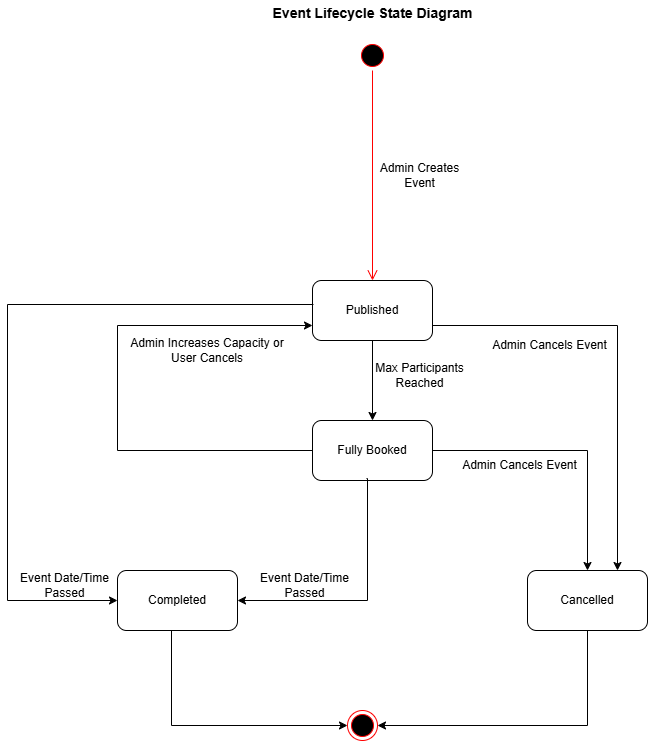 Event Lifecycle State Diagram
Admin Creates
Event
Published
Admin Increases Capacity or
User Cancels
Admin Cancels Event
Max Participants
Reached
Fully Booked
Admin Cancels Event
Event Date/Time
Passed
Completed
Event Date/Time
Passed
Cancelled